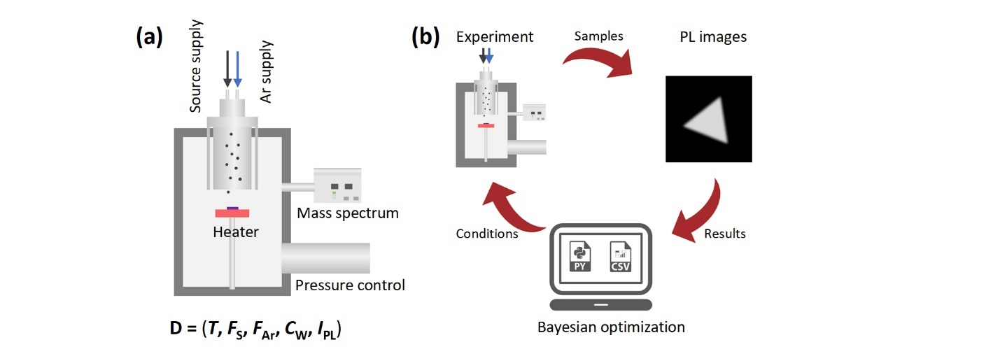 (a)
Source supply
Ar supply
Mass spectrum
Heater
Pressure control
D = (T, FS, FAr, CW, IPL)
(b)
Experiment
Samples
PL images
Conditions
Results
PY
CSV
Bayesian optimization